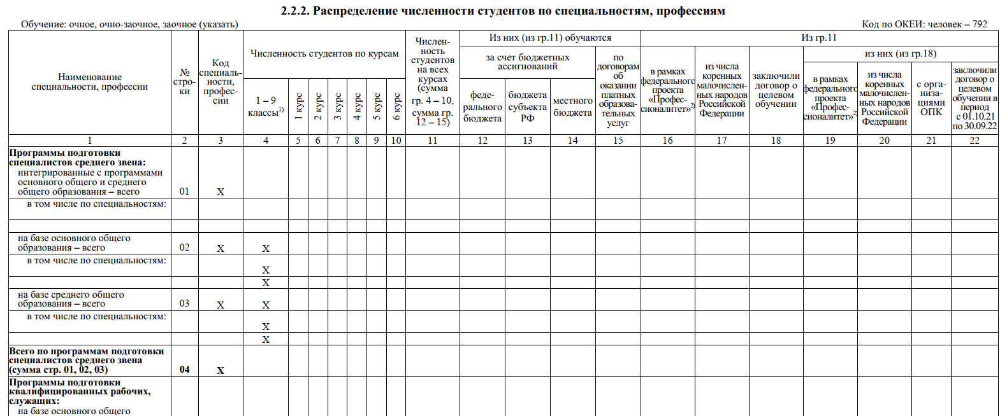 2.2.2. Распределение численности студентов по специальностям, профессиям
Обучение: очное, очно-заочное, заочное (указать)
Код по ОКЕИ: человек – 792
Наименование
специальности, профессии
№
стро-
ки
Код
специаль-
ности,
профес-
сии
Численность студентов по курсам
1 – 9
классы1)
1 курс
2 курс
3 курс
4 курс
5 курс
6 курс
Числен-
ность
студентов
на всех
курсах
(сумма
гр. 4 – 10,
сумма гр.
12 – 15)
Из них (из гр.11) обучаются
за счет бюджетных
ассигнований
феде-
рального
бюджета
бюджета
субъекта
РФ
местного
бюджета
по
договорам
об
оказании
платных
образова-
тельных
услуг
Из гр.11
в рамках
федерального
проекта
«Профес-
сионалитет»2)
из числа
коренных
малочислен-
ных народов
Российской
Федерации
заключили
договор о
целевом
обучении
из них (из гр.18)
в рамках
федерального
проекта
«Профес-
сионалитет»2)
из числа
коренных
малочислен-
ных народов
Российской
Федерации
с орга-
низа-
циями
ОПК
заключили
договор о
целевом
обучении в
период
с 01.10.21
по 30.09.22
1 2 3 4 5 6 7 8 9 10 11 12 13 14 15 16 17 18 19 20 21 22
Программы подготовки
специалистов среднего звена:
интегрированные с программами
основного общего и среднего
общего образования – всего 01 X
в том числе по специальностям:
на базе основного общего
образования – всего 02 X X
в том числе по специальностям:
X
X
на базе среднего общего
образования – всего 03 X X
в том числе по специальностям:
X
X
Всего по программам подготовки
специалистов среднего звена
(сумма стр. 01, 02, 03) 04 X
Программы подготовки
квалифицированных рабочих,
служащих:
на базе основного общего